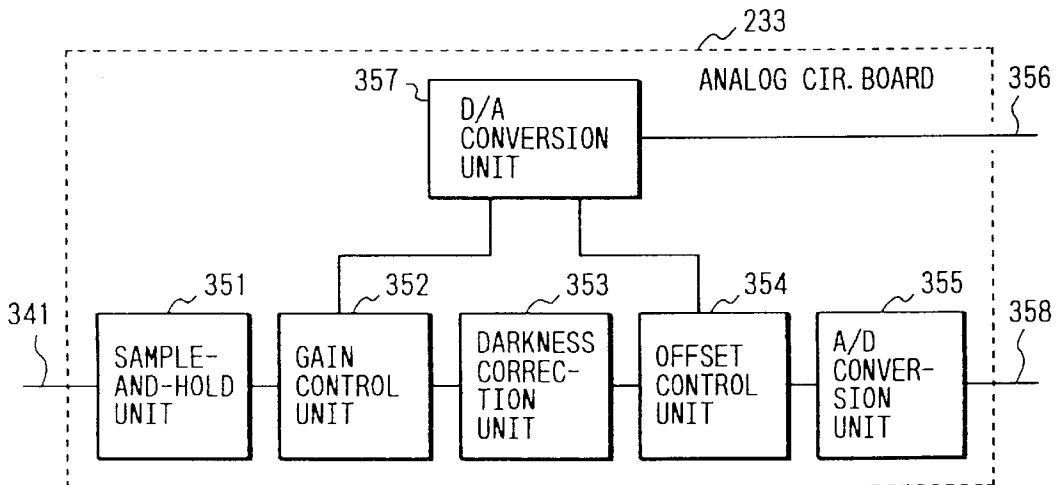 233
ANALOG CIR. BOARD
357
D/A
CONVERSION
UNIT
356
341
351
SAMPLE-
AND-HOLD
UNIT
352
GAIN
CONTROL
UNIT
353
DARKNESS
CORREC-
TION
UNIT
354
OFFSET
CONTROL
UNIT
355
A/D
CONVER-
SION
UNIT
358